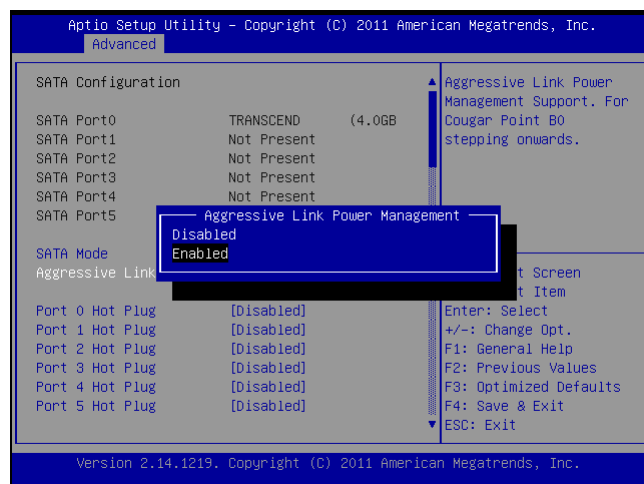 Aptio Setup Utility – Copyright (C) 2011 American Megatrends, Inc.
Advanced
SATA Configuration
SATA Port0 TRANSCEND (4.0GB
SATA Port1 Not Present
SATA Port2 Not Present
SATA Port3 Not Present
SATA Port4 Not Present
SATA Port5
SATA Mode
Aggressive Link
Port 0 Hot Plug [Disabled]
Port 1 Hot Plug [Disabled]
Port 2 Hot Plug [Disabled]
Port 3 Hot Plug [Disabled]
Port 4 Hot Plug [Disabled]
Port 5 Hot Plug [Disabled]
Aggressive Link Power Management
Disabled
Enabled
Aggressive Link Power
Management Support. For
Cougar Point B0
stepping onwards.
t Screen
t Item
Enter: Select
+/-: Change Opt.
F1: General Help
F2: Previous Values
F3: Optimized Defaults
F4: Save & Exit
ESC: Exit
Version 2.14.1219. Copyright (C) 2011 American Megatrends, Inc.